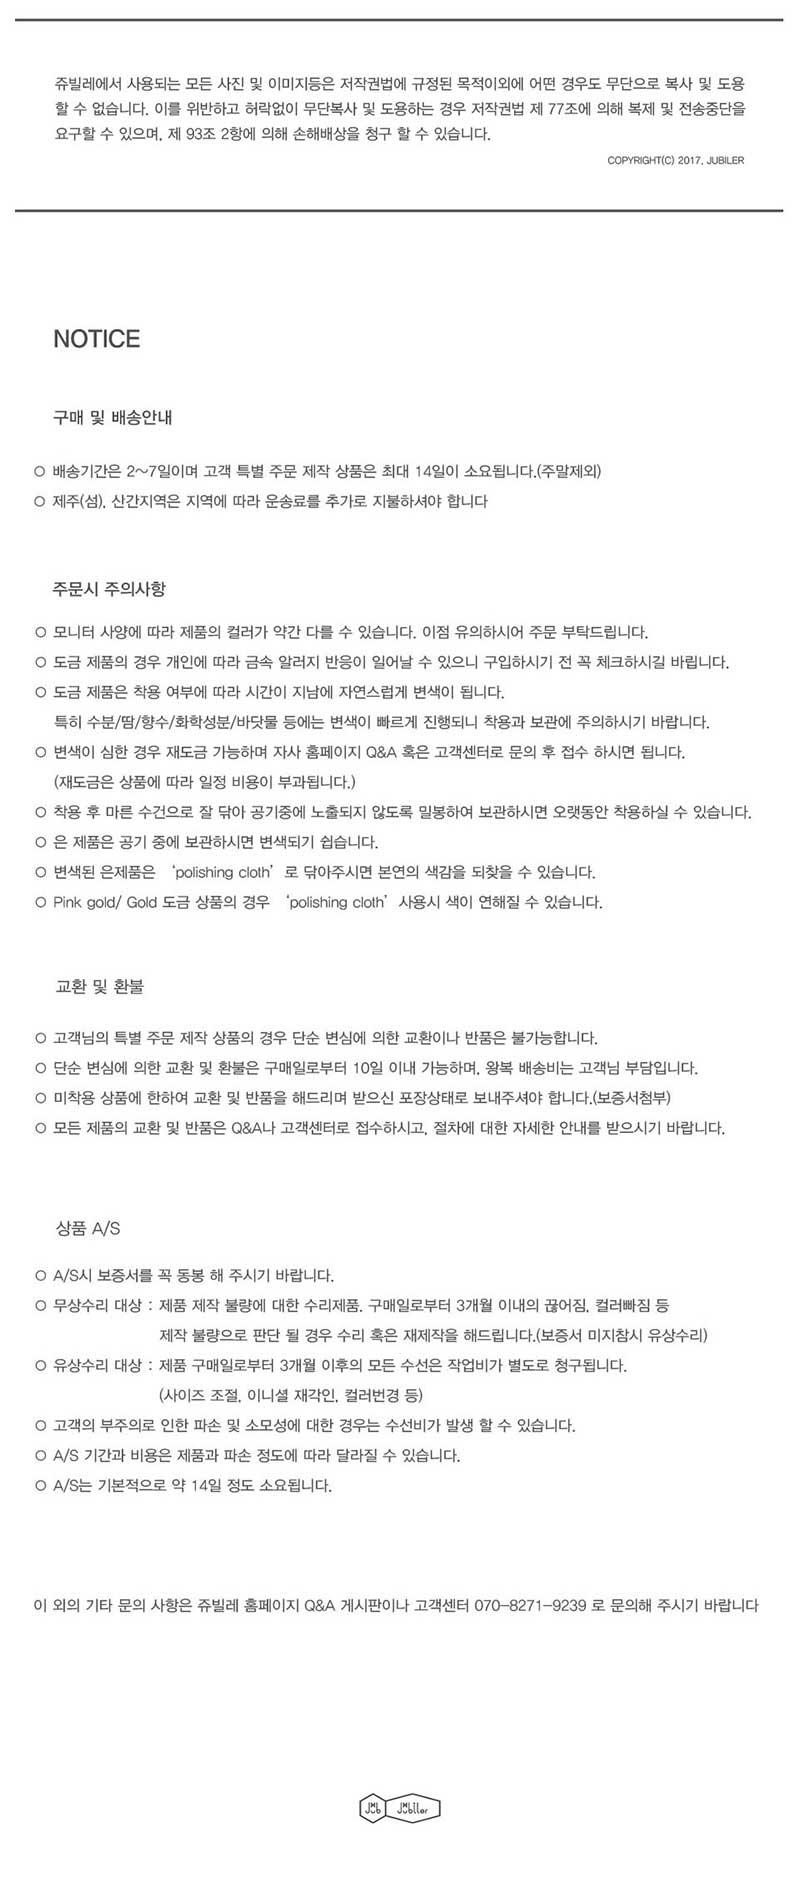 쥬빌레에서 사용되는 모든 사진 및 이미지등은 저작권법에 규정된 목적이외에 어떤 경우도 무단으로 복사 및 도용
할 수 없습니다. 이를 위반하고 허락없이 무단복사 및 도용하는 경우 저작권법 제 77조에 의해 복제 및 전송중단을
요구할 수 있으며, 제 93조 2항에 의해 손해배상을 청구 할 수 있습니다.
COPYRIGHT(C) 2017. JUBILER
NOTICE
구매 및 배송안내
○ 배송기간은 2~7일이며 고객 특별 주문 제작 상품은 최대 14일이 소요됩니다.(주말제외)
○ 제주(섬), 산간지역은 지역에 따라 운송료를 추가로 지불하셔야 합니다
주문시 주의사항
○ 모니터 사양에 따라 제품의 컬러가 약간 다를 수 있습니다. 이점 유의하시어 주문 부탁드립니다.
○ 도금 제품의 경우 개인에 따라 금속 알러지 반응이 일어날 수 있으니 구입하시기 전 꼭 체크하시길 바립니다.
○ 도금 제품은 착용 여부에 따라 시간이 지남에 자연스럽게 변색이 됩니다.
특히 수분/땀/향수/화학성분/바닷물 등에는 변색이 빠르게 진행되니 착용과 보관에 주의하시기 바랍니다.
○ 변색이 심한 경우 재도금 가능하며 자사 홈페이지 Q&A 혹은 고객센터로 문의 후 접수 하시면 됩니다.
(재도금은 상품에 따라 일정 비용이 부과됩니다.)
○ 착용 후 마른 수건으로 잘 닦아 공기중에 노출되지 않도록 밀봉하여 보관하시면 오랫동안 착용하실 수 있습니다.
○ 은 제품은 공기 중에 보관하시면 변색되기 쉽습니다.
○ 변색된 은제품은 ‘polishing cloth’로 닦아주시면 본연의 색감을 되찾을 수 있습니다.
○ Pink gold/ Gold 도금 상품의 경우 ‘polishing cloth’사용시 색이 연해질 수 있습니다.
교환 및 환불
○ 고객님의 특별 주문 제작 상품의 경우 단순 변심에 의한 교환이나 반품은 불가능합니다.
○ 단순 변심에 의한 교환 및 환불은 구매일로부터 10일 이내 가능하며, 왕복 배송비는 고객님 부담입니다.
○ 미착용 상품에 한하여 교환 및 반품을 해드리며 받으신 포장상태로 보내주셔야 합니다.(보증서첨부)
○ 모든 제품의 교환 및 반품은 Q&A나 고객센터로 접수하시고, 절차에 대한 자세한 안내를 받으시기 바랍니다.
상품 A/S
○ A/S시 보증서를 꼭 동봉 해 주시기 바랍니다.
○ 무상수리 대상 : 제품 제작 불량에 대한 수리제품. 구매일로부터 3개월 이내의 끊어짐, 컬러빠짐 등
제작 불량으로 판단 될 경우 수리 혹은 재제작을 해드립니다.(보증서 미지참시 유상수리)
○ 유상수리 대상 : 제품 구매일로부터 3개월 이후의 모든 수선은 작업비가 별도로 청구됩니다.
(사이즈 조절, 이니셜 재각인, 컬러번경 등)
○ 고객의 부주의로 인한 파손 및 소모성에 대한 경우는 수선비가 발생 할 수 있습니다.
○ A/S 기간과 비용은 제품과 파손 정도에 따라 달라질 수 있습니다.
○ A/S는 기본적으로 약 14일 정도 소요됩니다.
이 외의 기타 문의 사항은 쥬빌레 홈페이지 Q&A 게시판이나 고객센터 070-8271-9239 로 문의해 주시기 바랍니다
Jub Jubiler